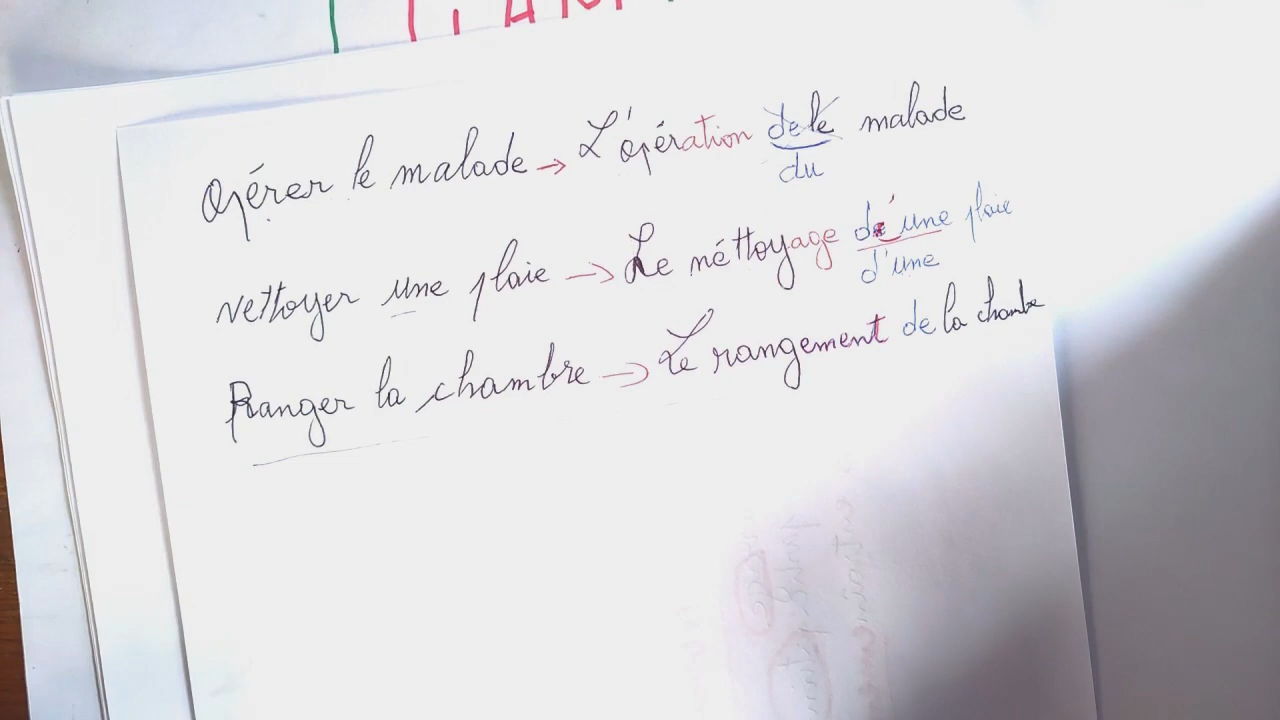 Opérer le malade → L'opération de le malade
du
Nettoyer une plaie → Le néttoyage de une plaie
d'une
Ranger la chambre → Le rangement de la chambre